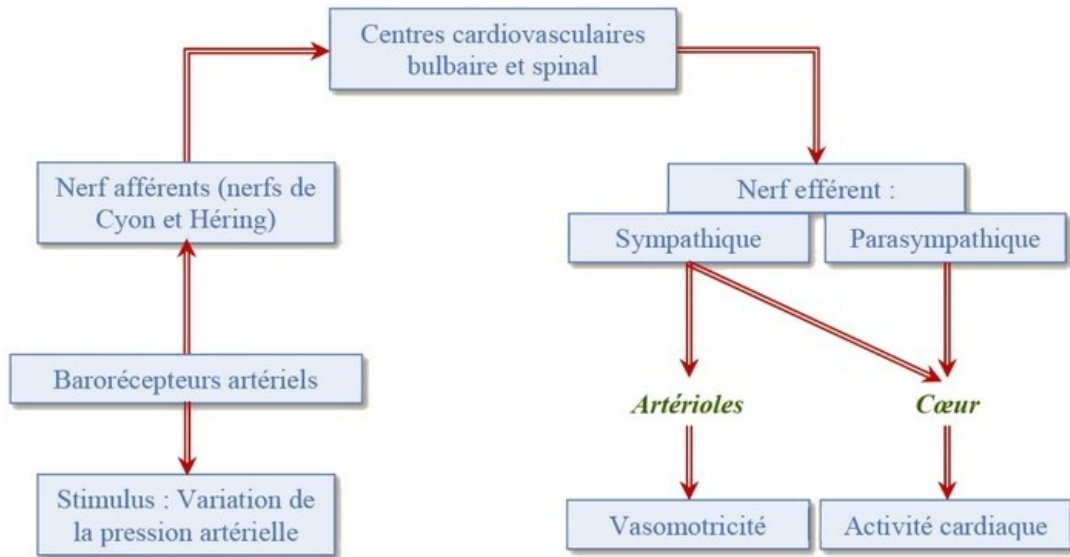 Centres cardiovasculaires
bulbaire et spinal
Nerf afférents (nerfs de
Cyon et Héring)
Nerf efférent :
Sympathique
Parasympathique
Barorécepteurs artériels
Artérioles
Cœur
Stimulus : Variation de
la pression artérielle
Vasomotricité
Activité cardiaque